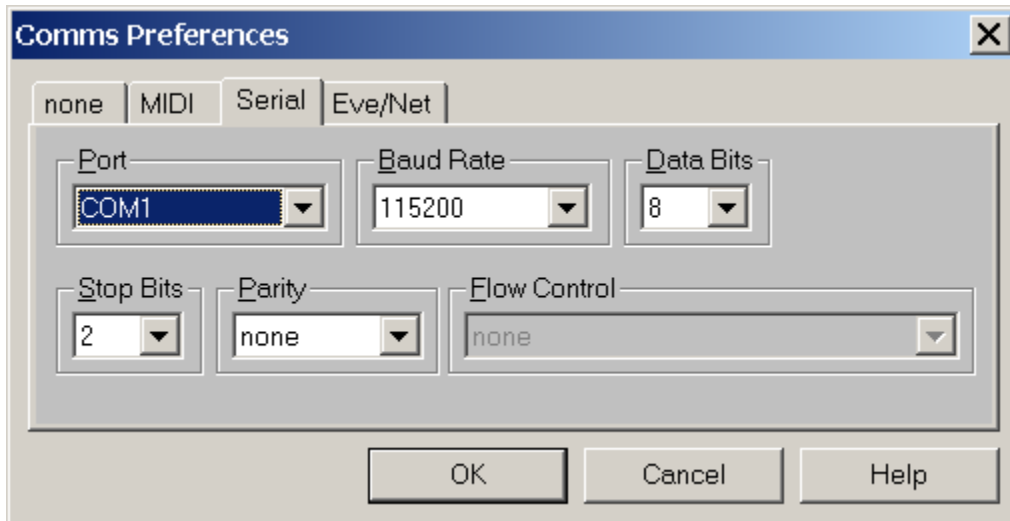 Comms Preferences
none MIDI Serial Eve/Net
Port Baud Rate Data Bits
COM1 115200 8
Stop Bits Parity Flow Control
2 none none
OK Cancel Help